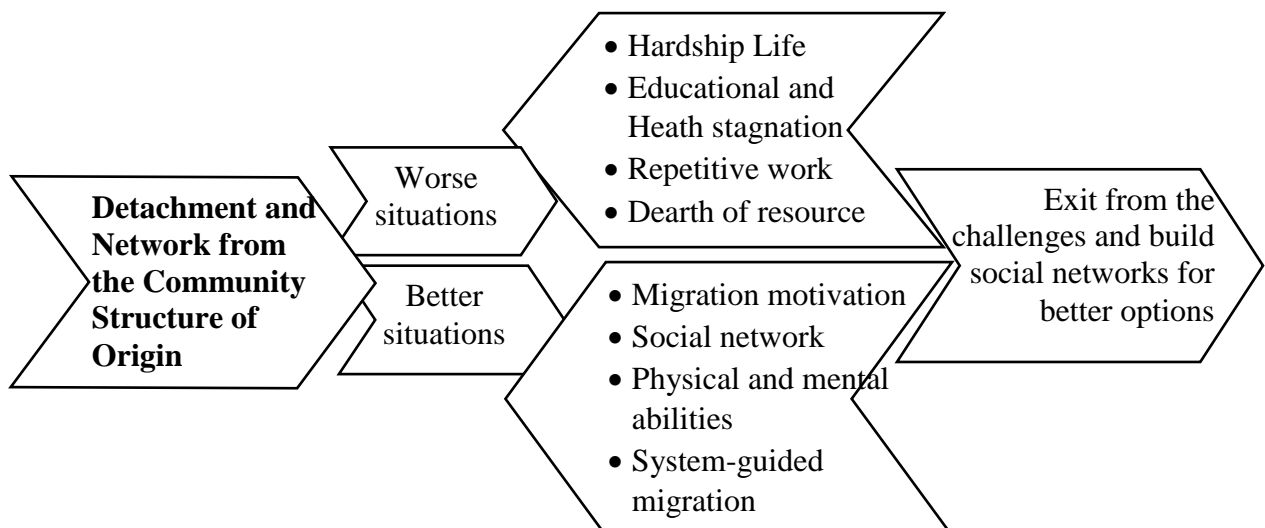 Detachment and
Network from
the Community
Structure of
Origin
Worse
situations
Better
situations
• Hardship Life
• Educational and
Heath stagnation
• Repetitive work
• Dearth of resource
• Migration motivation
• Social network
• Physical and mental
abilities
• System-guided
migration
Exit from the
challenges and build
social networks for
better options